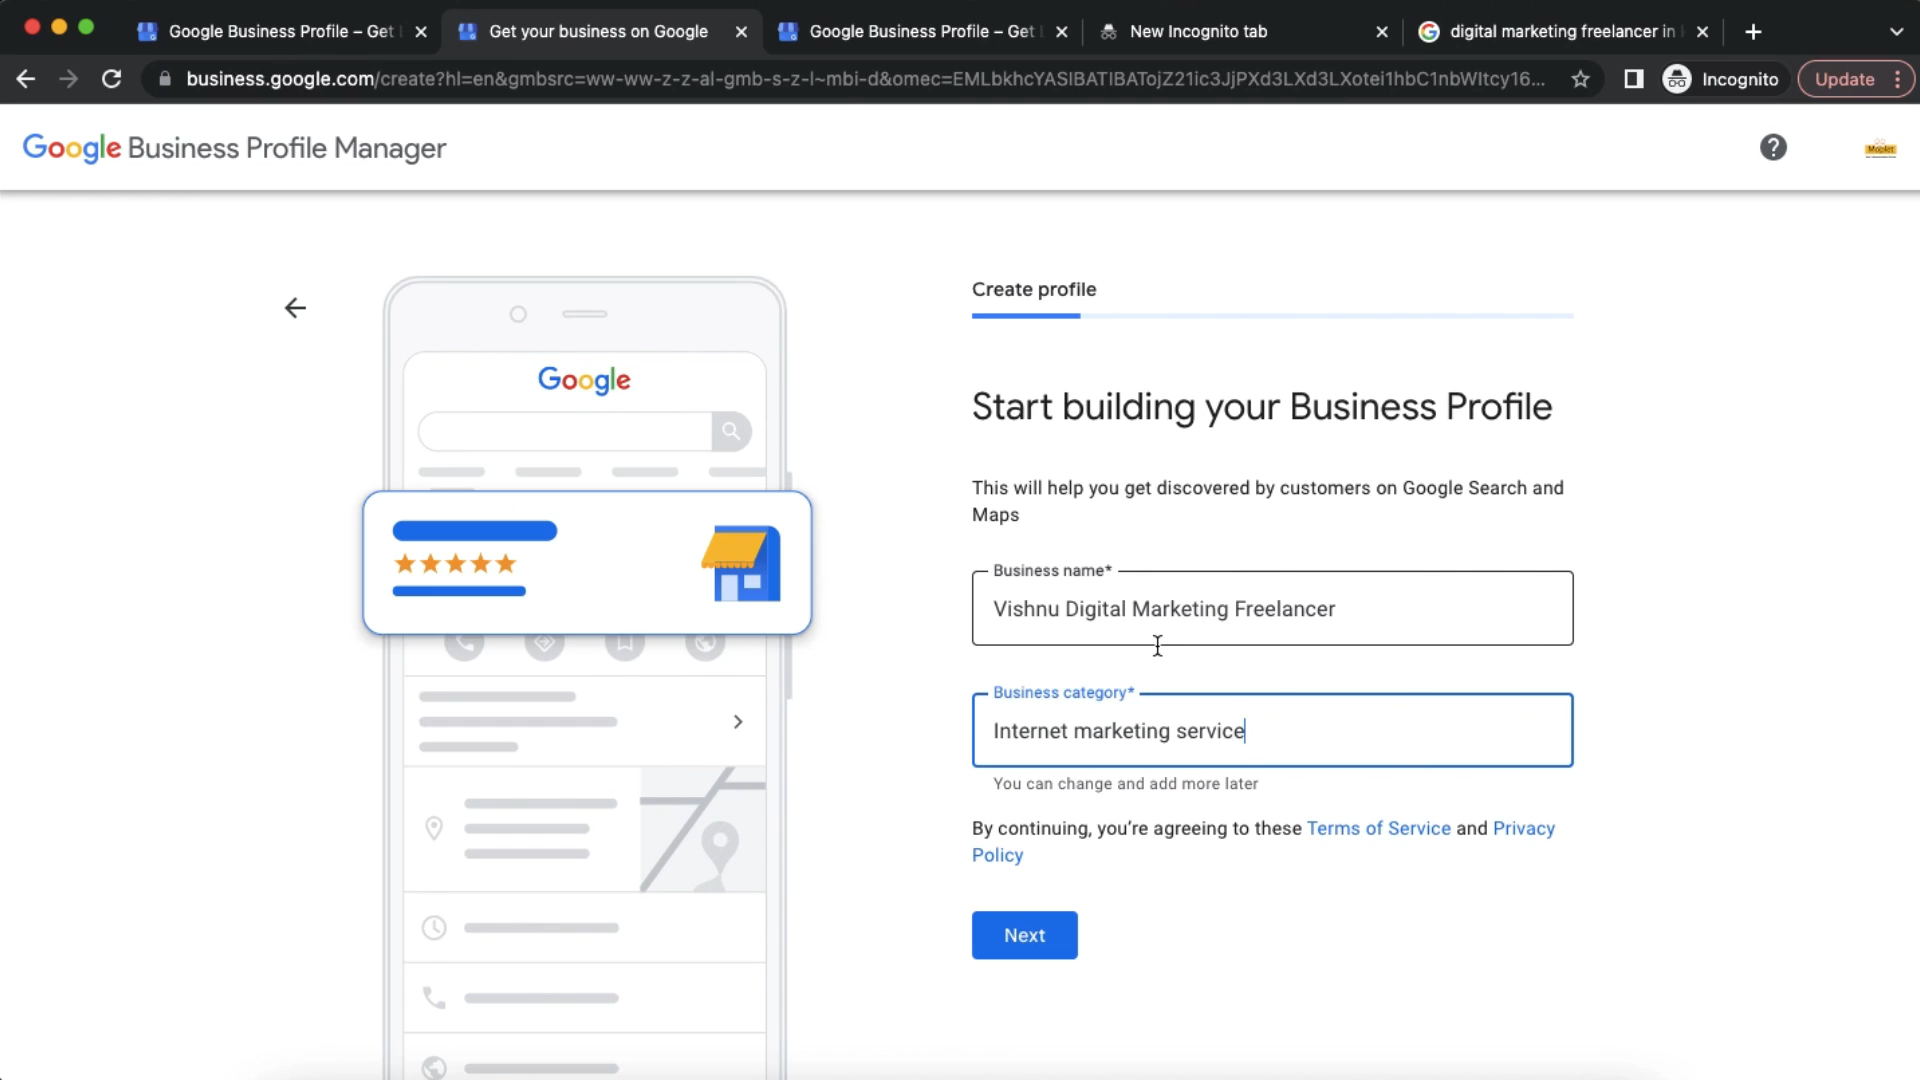 Google Business Profile – Get
Get your business on Google
Google Business Profile – Get
New Incognito tab
digital marketing freelancer in
business.google.com/create?hl=en&gmbsrc=ww-ww-z-z-al-gmb-s-z-l~mbi-d&omec=EMLbkhcYASIBATIBATojZ21ic3JjPXd3LXd3LXotei1hbC1nbWItcy16...
Incognito
Update
Google Business Profile Manager
Moplet
Create profile
Google
Start building your Business Profile
This will help you get discovered by customers on Google Search and
Maps
Business name*
Vishnu Digital Marketing Freelancer
Business category*
Internet marketing service
You can change and add more later
By continuing, you're agreeing to these Terms of Service and Privacy
Policy
Next